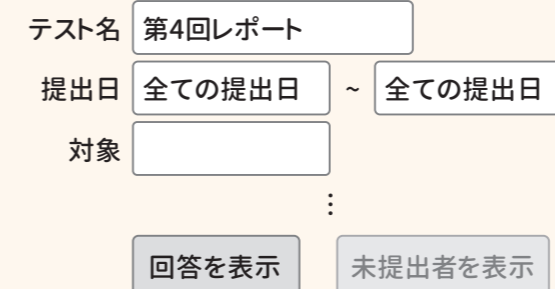 テスト名 第4回レポート
提出日 全ての提出日 ~ 全ての提出日
対象
⋮
回答を表示 未提出者を表示